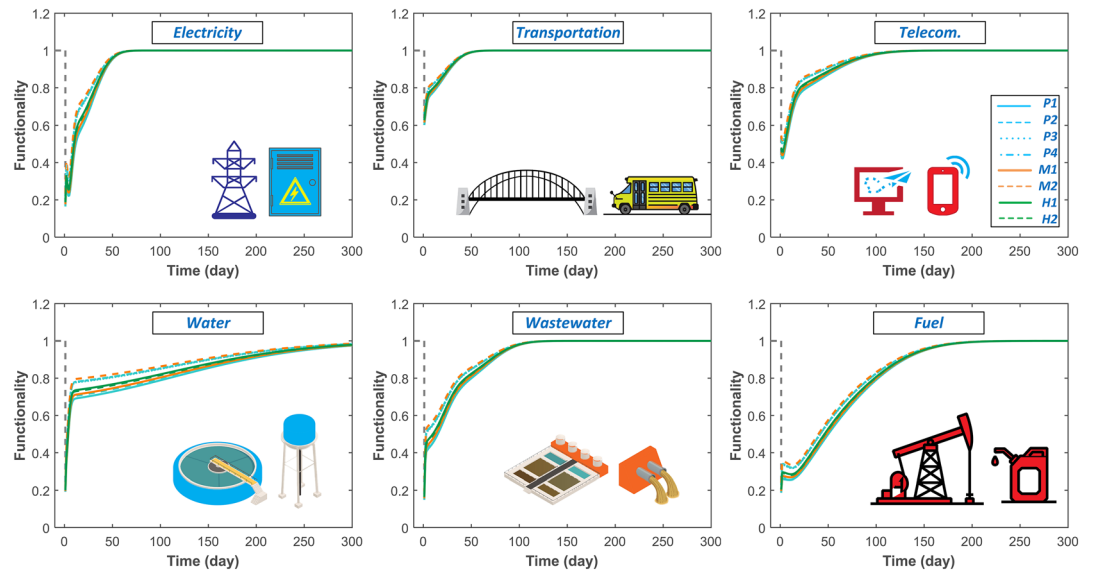 Electricity
Functionality
1.2
1
0.8
0.6
0.4
0.2
0
0 50 100 150 200 250 300
Time (day)
Transportation
Functionality
1.2
1
0.8
0.6
0.4
0.2
0
0 50 100 150 200 250 300
Time (day)
Telecom.
Functionality
1.2
1
0.8
0.6
0.4
0.2
0
P1
P2
P3
P4
M1
M2
H1
H2
0 50 100 150 200 250 300
Time (day)
Water
Functionality
1.2
1
0.8
0.6
0.4
0.2
0
0 50 100 150 200 250 300
Time (day)
Wastewater
Functionality
1.2
1
0.8
0.6
0.4
0.2
0
0 50 100 150 200 250 300
Time (day)
Fuel
Functionality
1.2
1
0.8
0.6
0.4
0.2
0
0 50 100 150 200 250 300
Time (day)